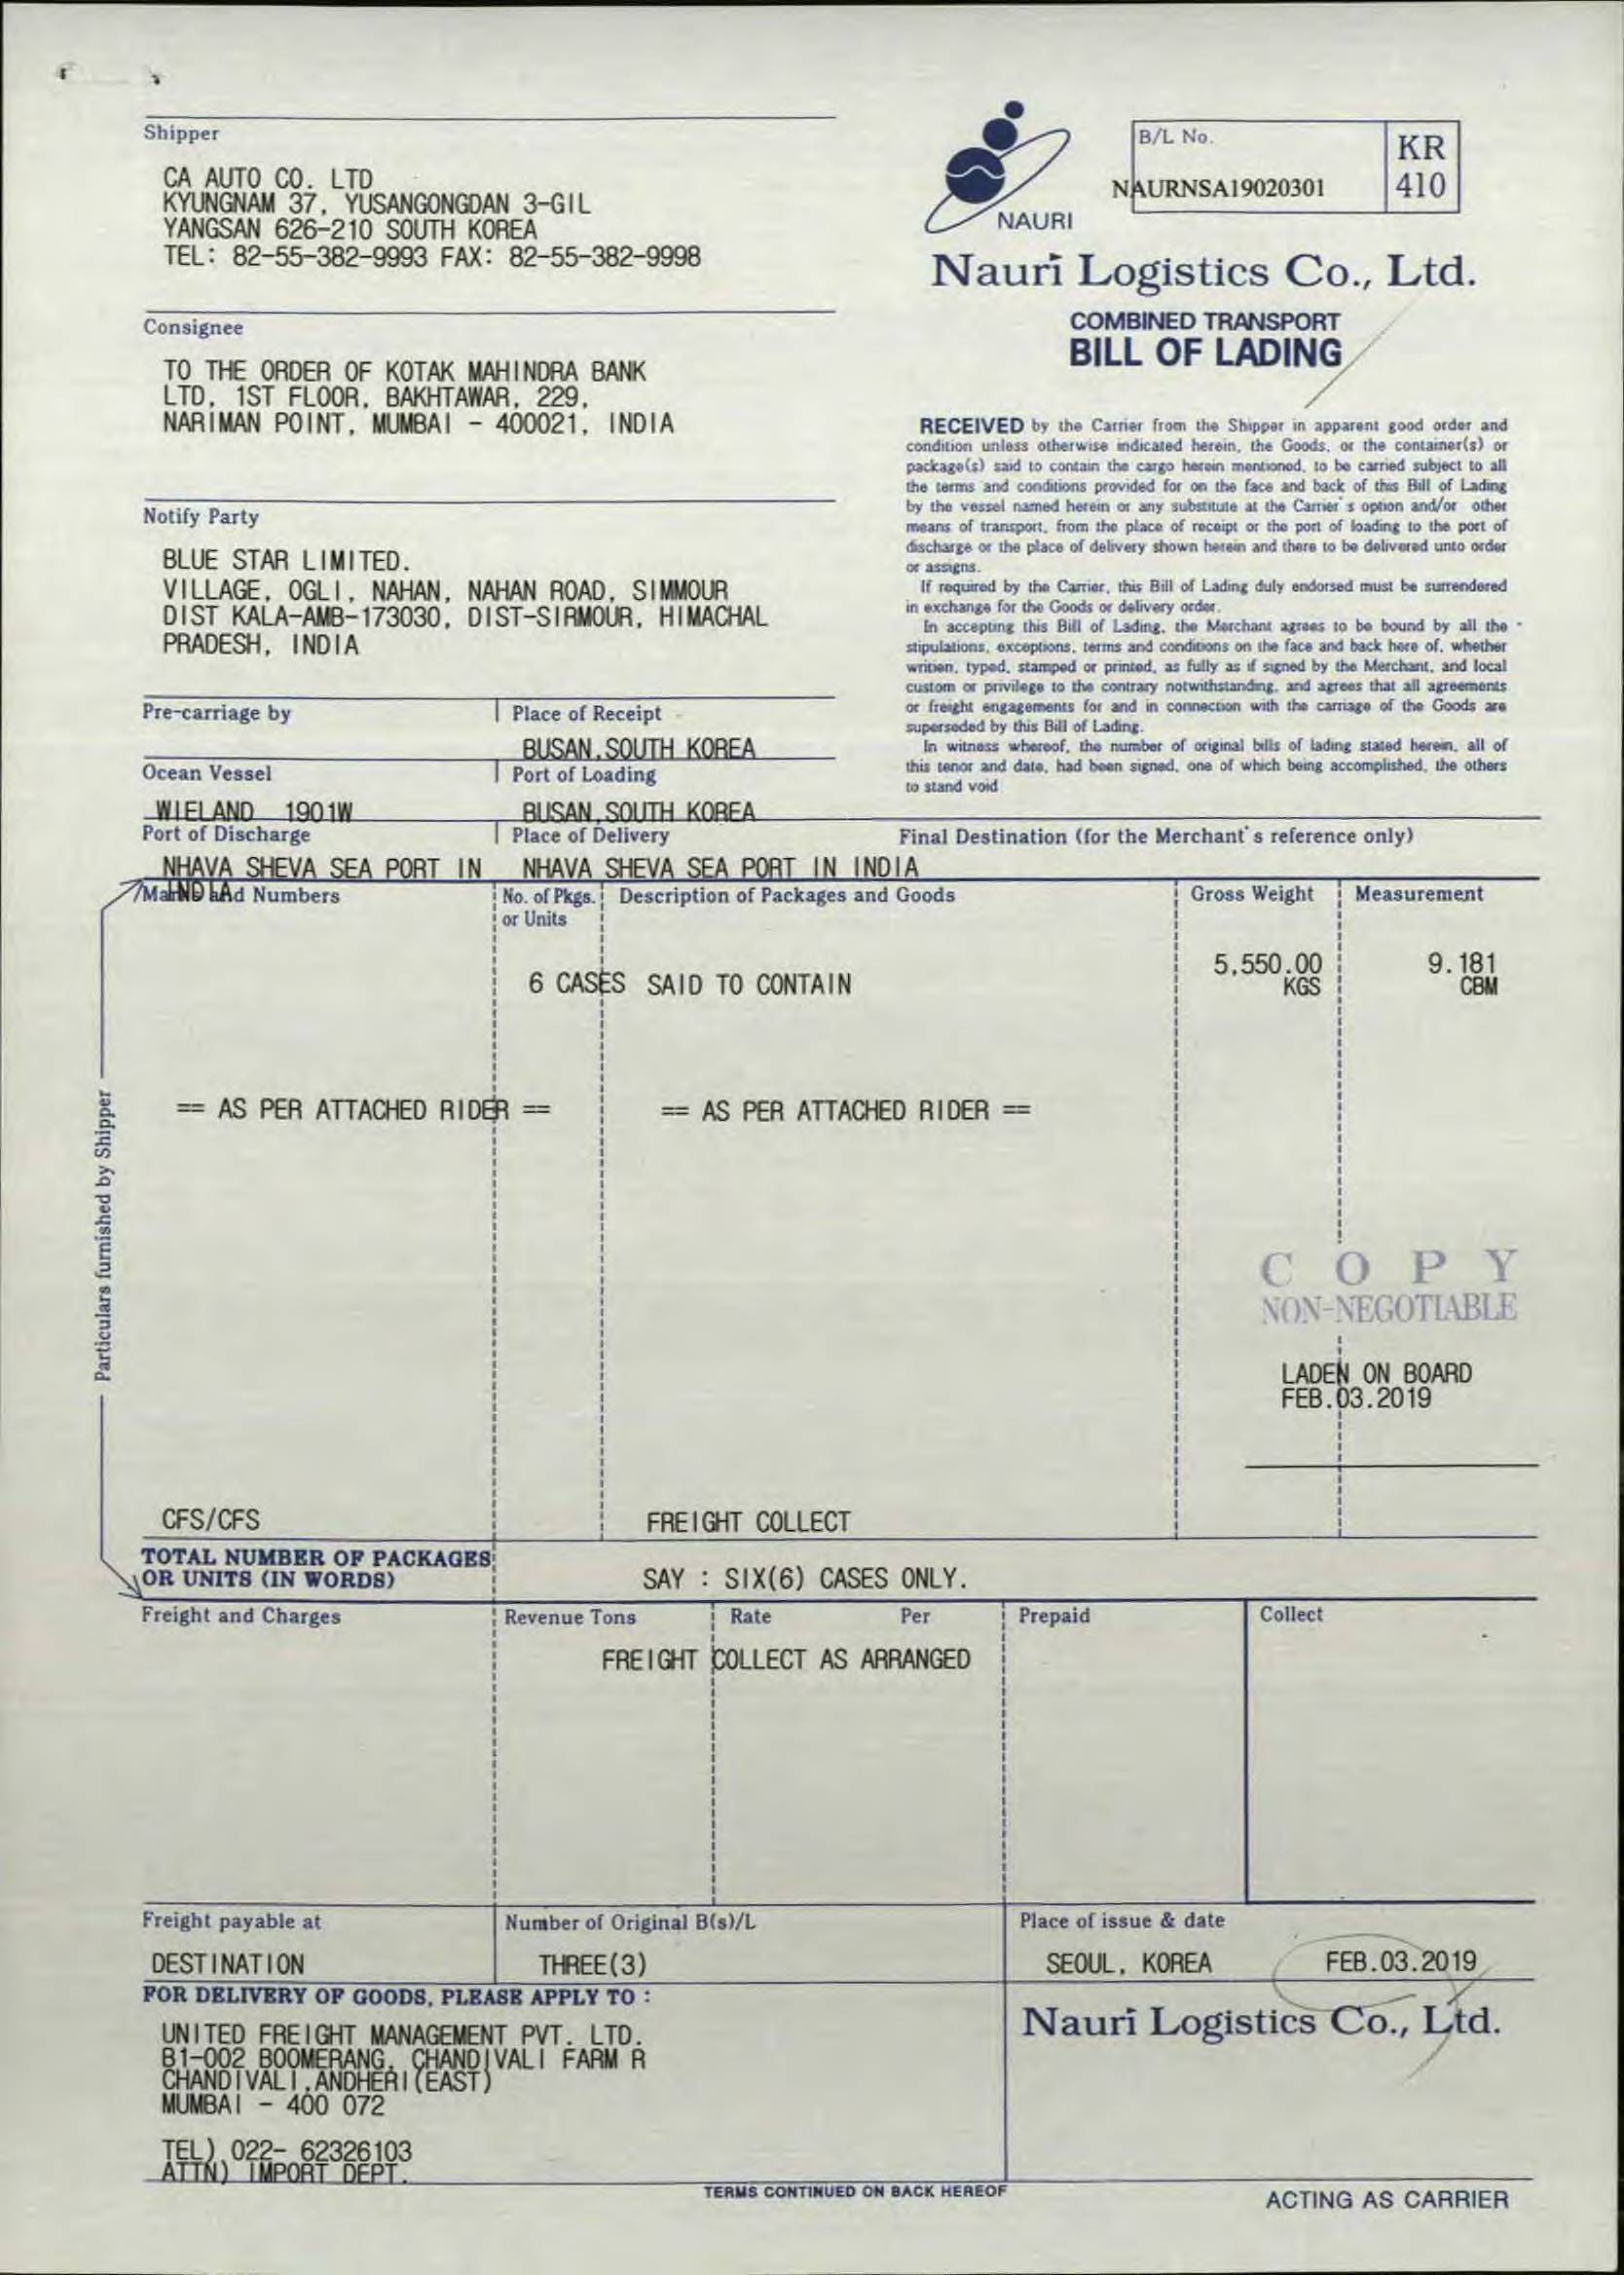 Shipper
CA AUTO CO. LTD
KYUNGNAM 37, YUSANGONGDAN 3-GIL
YANGSAN 626-210 SOUTH KOREA
TEL: 82-55-382-9993 FAX: 82-55-382-9998
NAURI
B/L No.
NAURNSA19020301
KR
410
Nauri Logistics Co., Ltd.
COMBINED TRANSPORT
BILL OF LADING
Consignee
TO THE ORDER OF KOTAK MAHINDRA BANK
LTD, 1ST FLOOR, BAKHTAWAR, 229,
NARIMAN POINT, MUMBAI - 400021, INDIA
Notify Party
BLUE STAR LIMITED.
VILLAGE, OGLI, NAHAN, NAHAN ROAD, SIMMOUR
DIST KALA-AMB-173030, DIST-SIRMOUR, HIMACHAL
PRADESH, INDIA
RECEIVED by the Carrier from the Shipper in apparent good order and
condition unless otherwise indicated herein, the Goods, or the container(s) or
package(s) said to contain the cargo herein mentioned, to be carried subject to all
the terms and conditions provided for on the face and back of this Bill of Lading
by the vessel named herein or any substitute at the Carrier's option and/or other
means of transport, from the place of receipt or the port of loading to the port of
discharge or the place of delivery shown herein and there to be delivered unto order
or assigns.
If required by the Carrier, this Bill of Lading duly endorsed must be surrendered
in exchange for the Goods or delivery order.
In accepting this Bill of Lading, the Merchant agrees to be bound by all the
stipulations, exceptions, terms and conditions on the face and back here of, whether
written, typed, stamped or printed, as fully as if signed by the Merchant, and local
custom or privilege to the contrary notwithstanding, and agrees that all agreements
or freight engagements for and in connection with the carriage of the Goods are
superseded by this Bill of Lading.
In witness whereof, the number of original bills of lading stated herein, all of
this tenor and date, had been signed, one of which being accomplished, the others
to stand void
Pre-carriage by
Place of Receipt
BUSAN, SOUTH KOREA
Ocean Vessel
Port of Loading
WIELAND 1901W
BUSAN, SOUTH KOREA
Port of Discharge
Place of Delivery
Final Destination (for the Merchant's reference only)
NHAVA SHEVA SEA PORT IN
INDIA
NHAVA SHEVA SEA PORT IN INDIA
Marks and Numbers
No. of Pkgs.
or Units
Description of Packages and Goods
Gross Weight
Measurement
6 CASES
SAID TO CONTAIN
5,550.00
KGS
9.181
CBM
== AS PER ATTACHED RIDER ==
== AS PER ATTACHED RIDER ==
Particulars furnished by Shipper
COPY
NON-NEGOTIABLE
LADEN ON BOARD
FEB.03.2019
CFS/CFS
FREIGHT COLLECT
TOTAL NUMBER OF PACKAGES
OR UNITS (IN WORDS)
SAY : SIX(6) CASES ONLY.
Freight and Charges
Revenue Tons
Rate
Per
Prepaid
Collect
FREIGHT COLLECT AS ARRANGED
Freight payable at
DESTINATION
Number of Original B(s)/L
THREE(3)
Place of issue & date
SEOUL, KOREA
FEB.03.2019
FOR DELIVERY OF GOODS, PLEASE APPLY TO :
UNITED FREIGHT MANAGEMENT PVT. LTD.
B1-002 BOOMERANG, CHANDIVALI FARM R
CHANDIVALI,ANDHERI(EAST)
MUMBAI - 400 072
TEL) 022- 62326103
ATTN) IMPORT DEPT.
Nauri Logistics Co., Ltd.
TERMS CONTINUED ON BACK HEREOF
ACTING AS CARRIER